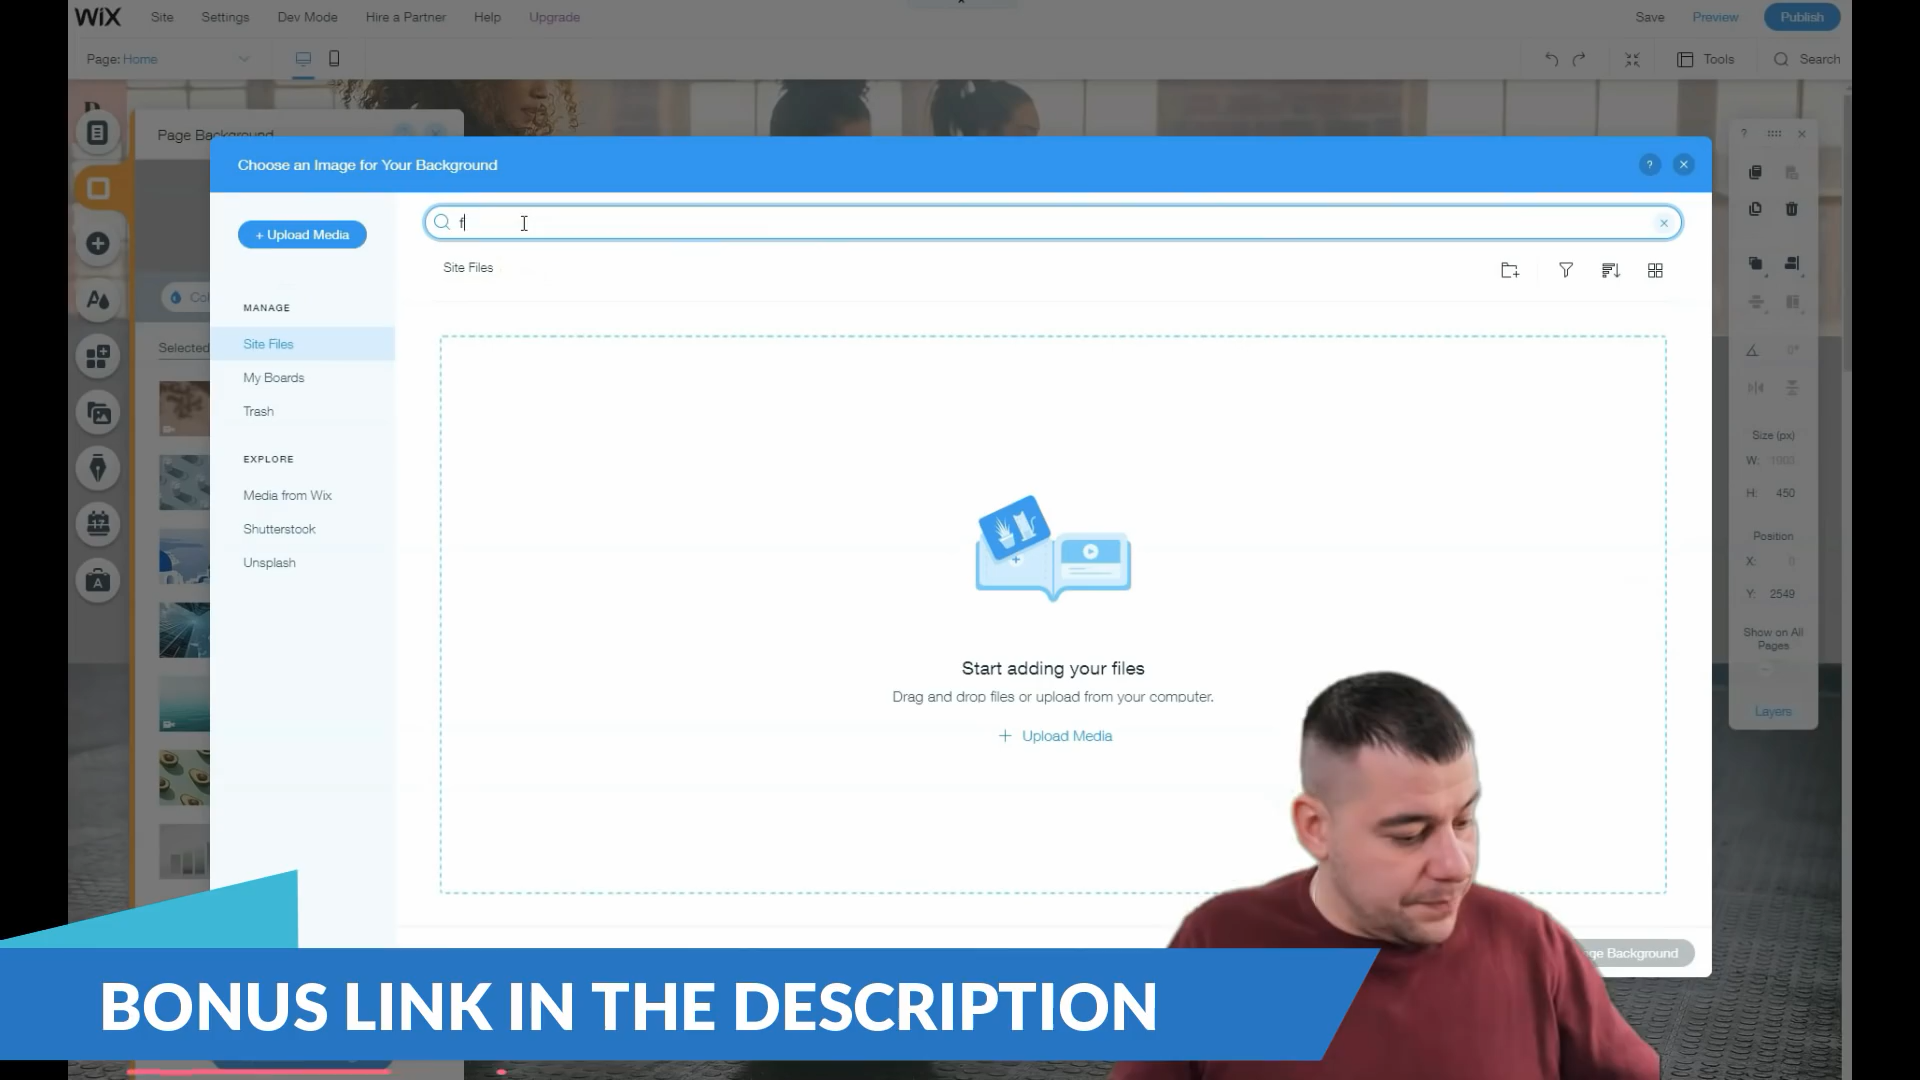 WiX
Site
Settings
Dev Mode
Hire a Partner
Help
Upgrade
Save
Preview
Publish
Page: Home
Tools
Search
Page Background
Choose an Image for Your Background
?
+ Upload Media
f
Site Files
MANAGE
Site Files
My Boards
Trash
EXPLORE
Media from Wix
Shutterstock
Unsplash
Selected
Start adding your files
Drag and drop files or upload from your computer.
+ Upload Media
?
Size (px)
W: 1903
H: 450
Position
X: 0
Y: 2549
Show on All
Pages
Layers
Background
17
A
BONUS LINK IN THE DESCRIPTION